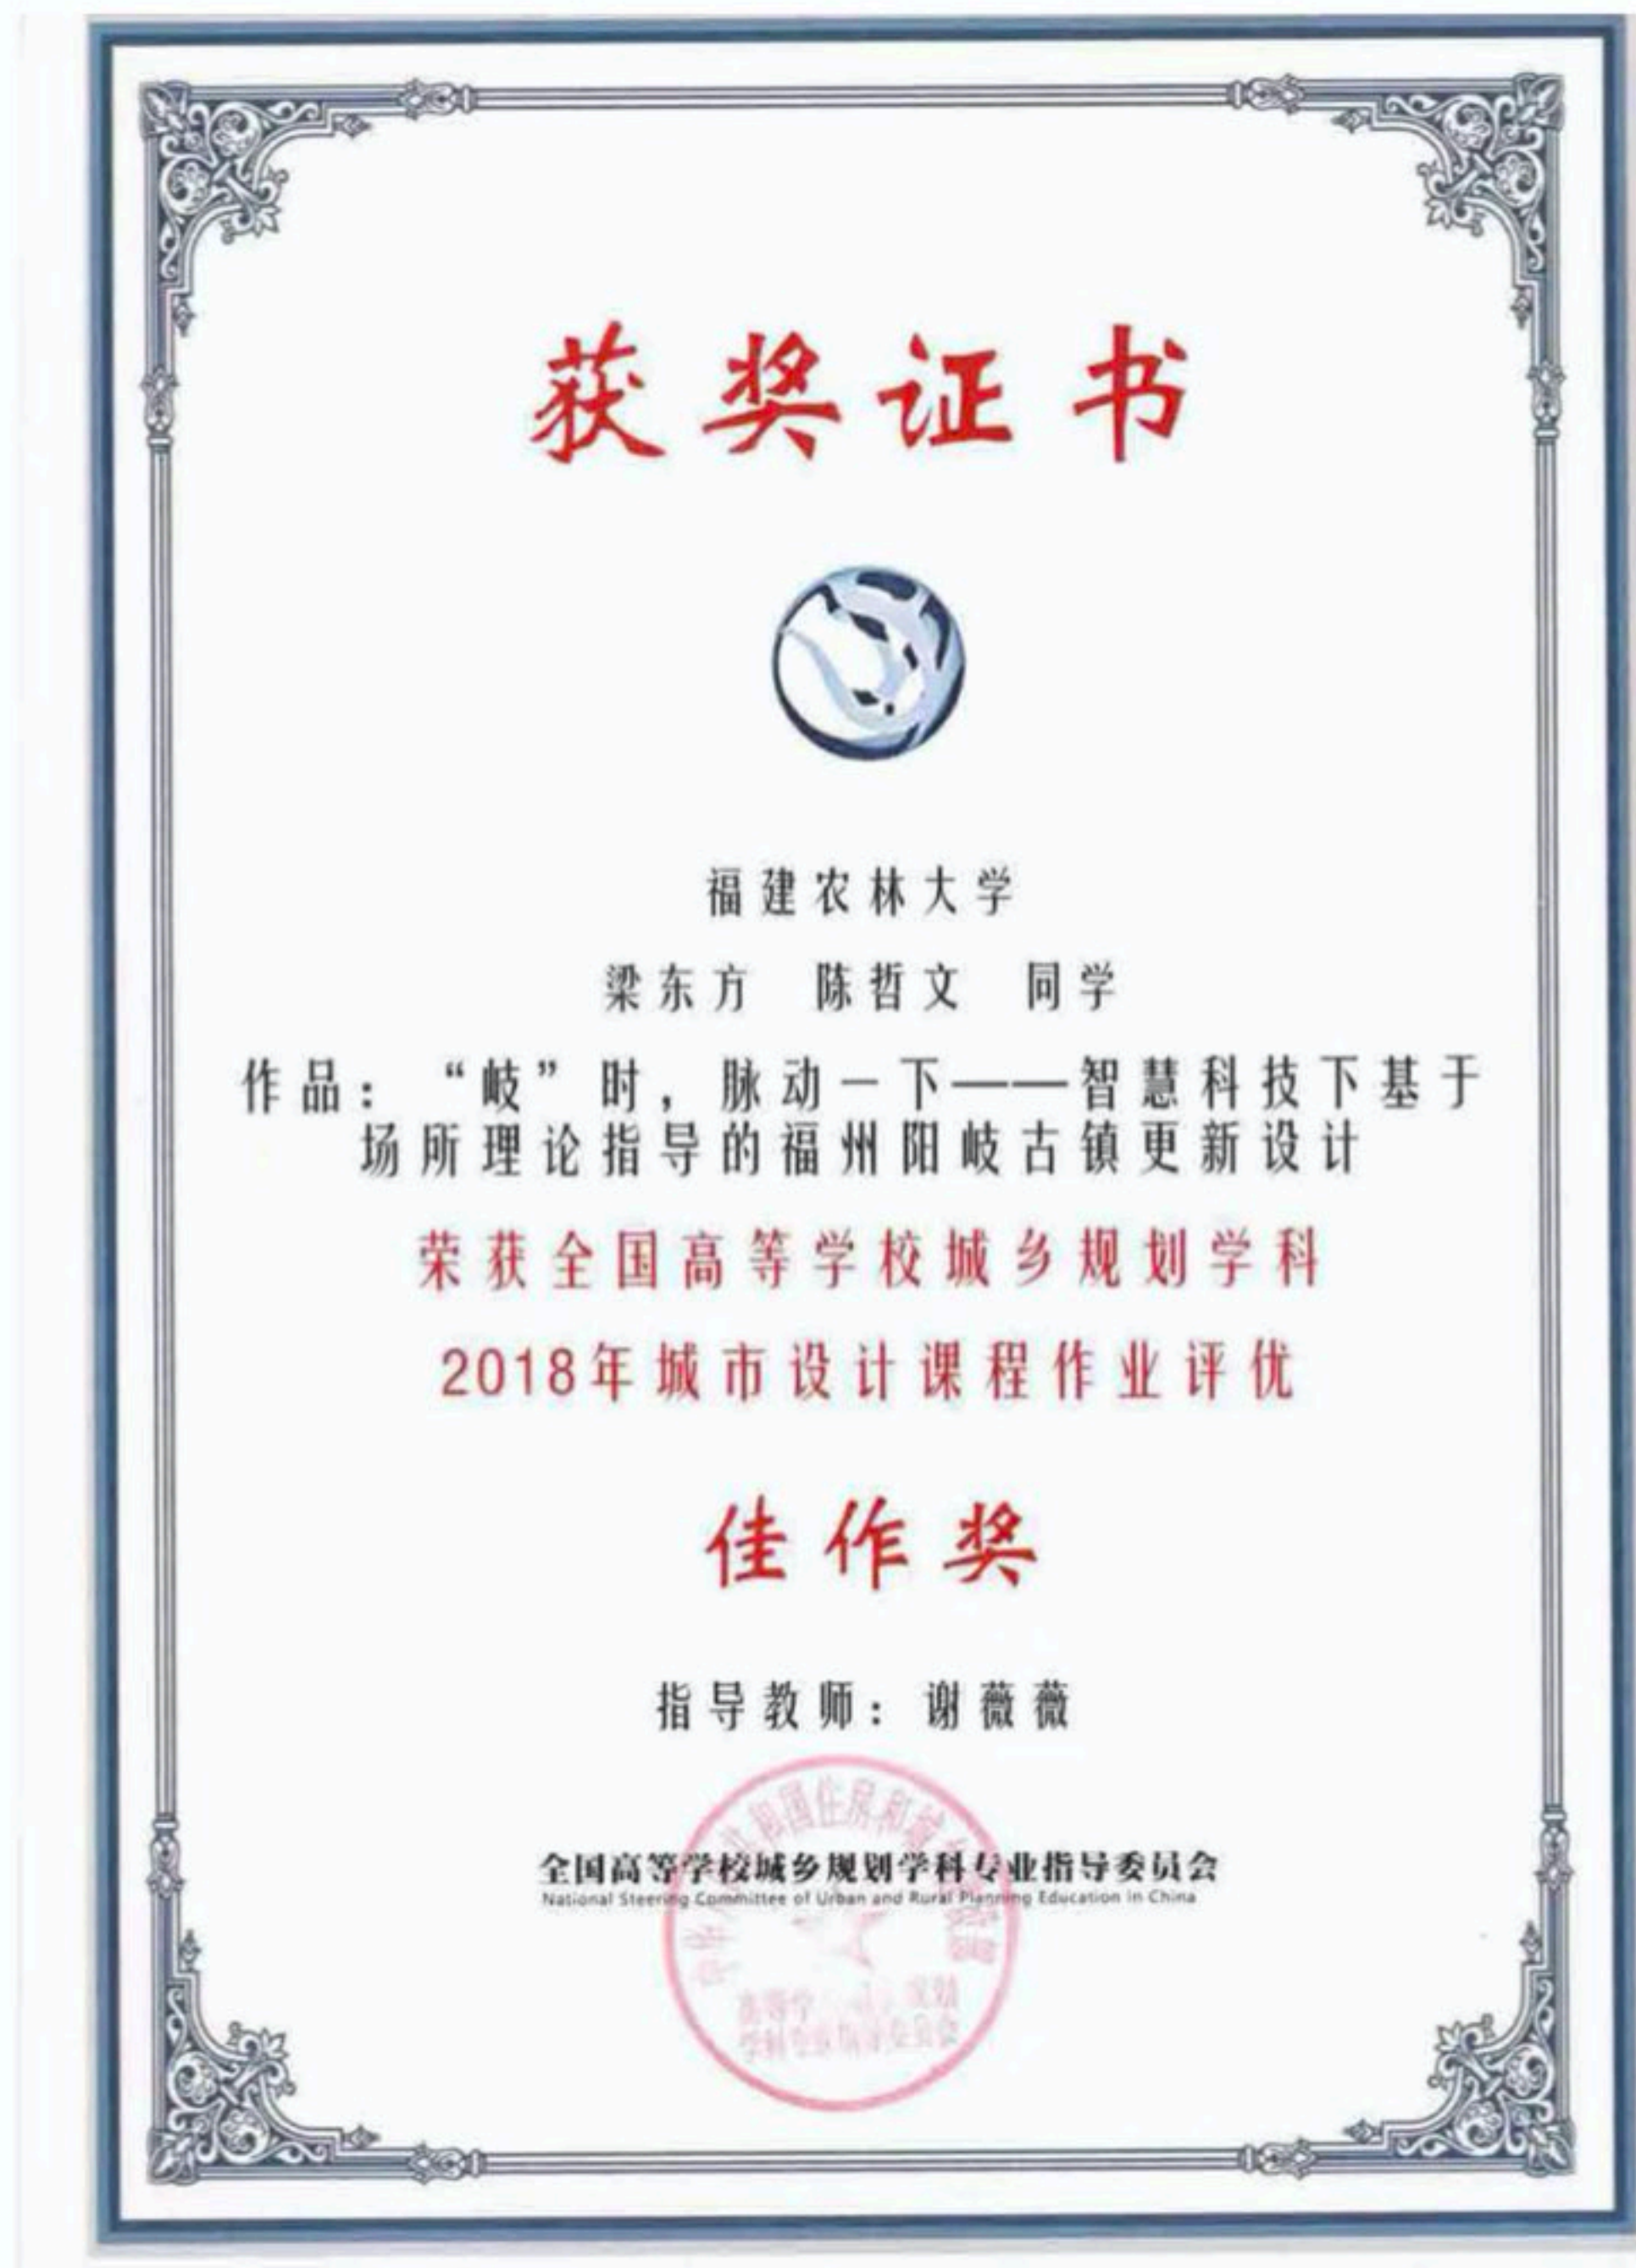 获奖证书
福建农林大学
梁东方 陈哲文 同学
作品：“岐”时，脉动一下——智慧科技下基于
场所理论指导的福州阳岐古镇更新设计
荣获全国高等学校城乡规划学科
2018年城市设计课程作业评优
佳作奖
指导教师：谢薇薇
全国高等学校城乡规划学科专业指导委员会
National Steering Committee of Urban and Rural Planning Education in China